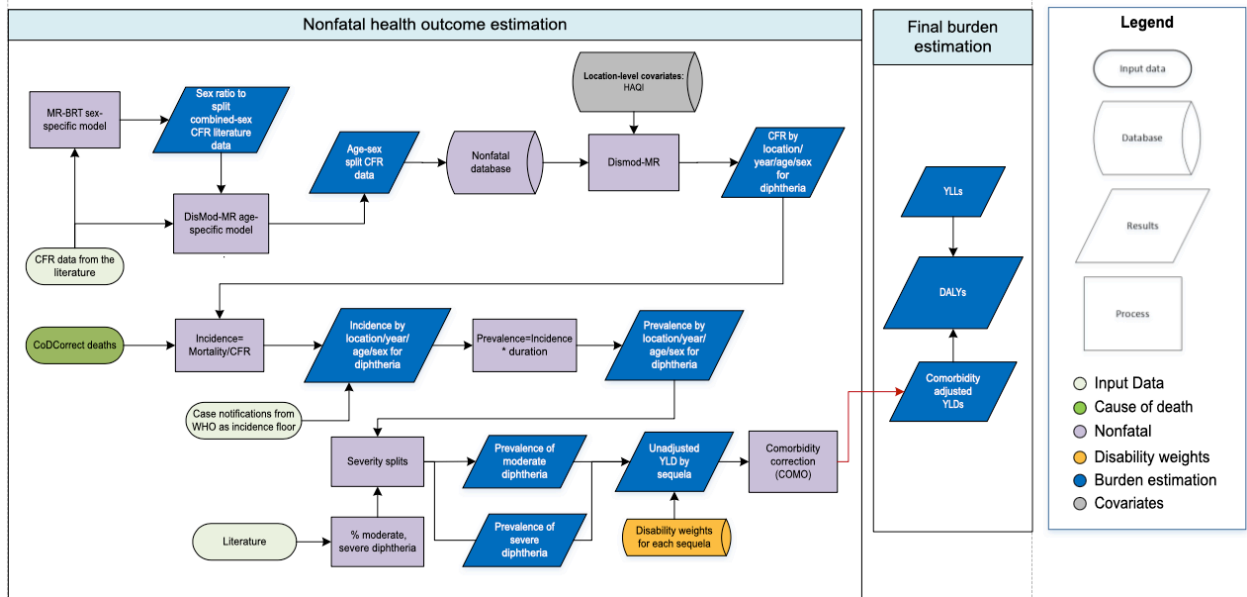 Nonfatal health outcome estimation
Final burden
estimation
Legend
Input data
Database
Results
Process
Input Data
Cause of death
Nonfatal
Disability weights
Burden estimation
Covariates
MR-BRT sex-
specific model
Sex ratio to
split
combined-sex
CFR literature
data
Age-sex
split CFR
data
Nonfatal
database
Location-level covariates:
HAQI
Dismod-MR
CFR by
location/
year/age/sex
for
diphtheria
DisMod-MR age-
specific model
CFR data from the
literature
CoDCorrect deaths
Incidence=
Mortality/CFR
Incidence by
location/year/
age/sex for
diphtheria
Prevalence=Incidence
* duration
Prevalence by
location/year/
age/sex for
diphtheria
Case notifications from
WHO as incidence floor
Severity splits
Prevalence of
moderate
diphtheria
Unadjusted
YLD by
sequela
Comorbidity
correction
(COMO)
Literature
% moderate,
severe diphtheria
Prevalence of
severe
diphtheria
Disability weights
for each sequela
YLLs
DALYs
Comorbidity
adjusted
YLDs